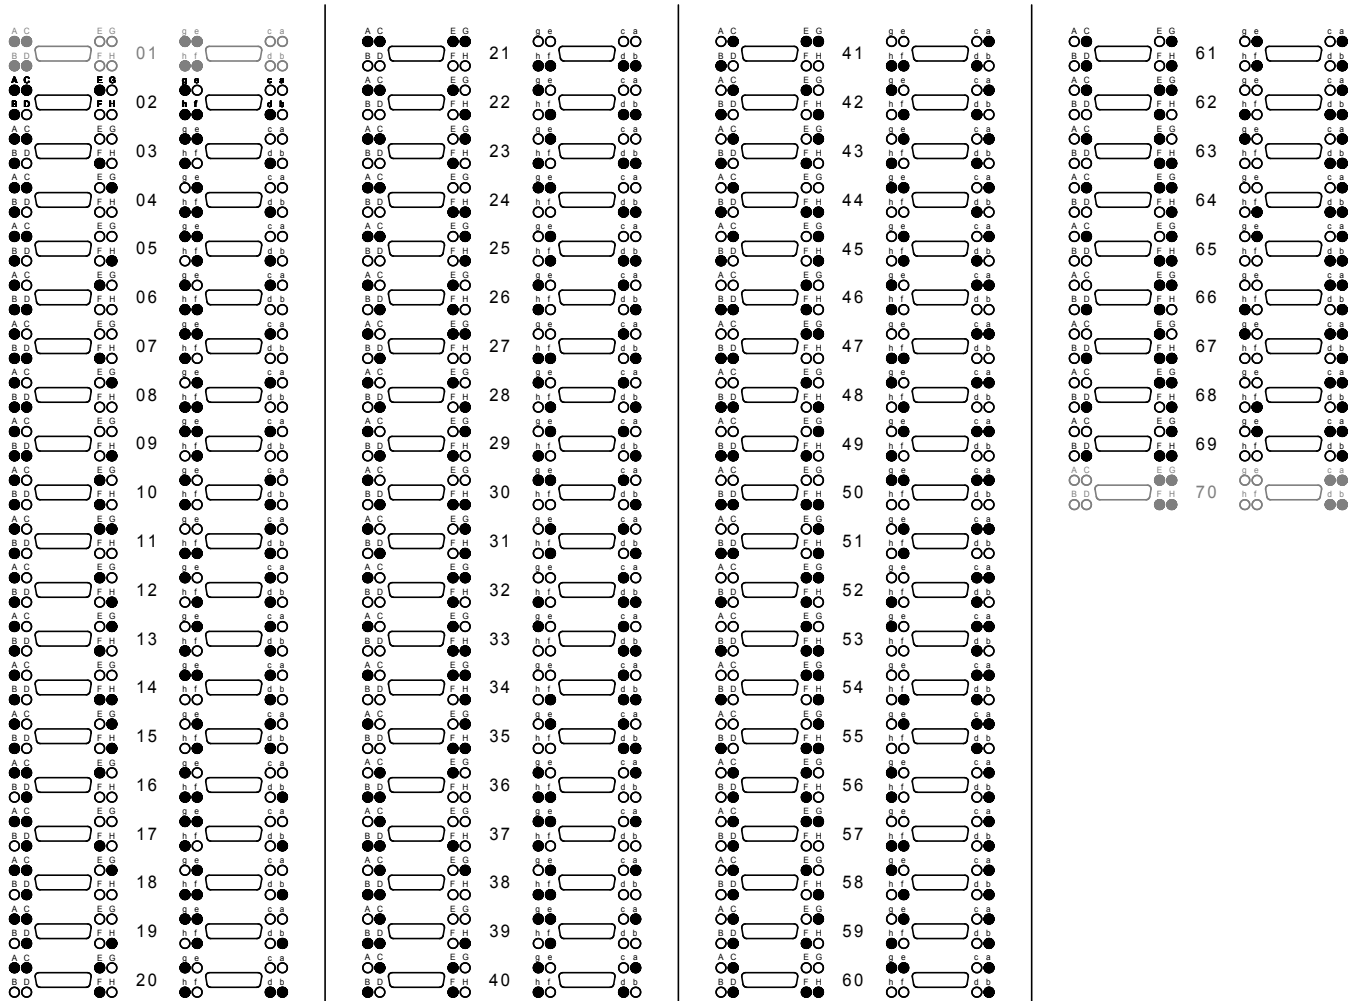 A C E G g e c a
B D F H 01 h f d b
A C E G g e c a
B D F H 02 h f d b
A C E G g e c a
B D F H 03 h f d b
A C E G g e c a
B D F H 04 h f d b
A C E G g e c a
B D F H 05 h f d b
A C E G g e c a
B D F H 06 h f d b
A C E G g e c a
B D F H 07 h f d b
A C E G g e c a
B D F H 08 h f d b
A C E G g e c a
B D F H 09 h f d b
A C E G g e c a
B D F H 10 h f d b
A C E G g e c a
B D F H 11 h f d b
A C E G g e c a
B D F H 12 h f d b
A C E G g e c a
B D F H 13 h f d b
A C E G g e c a
B D F H 14 h f d b
A C E G g e c a
B D F H 15 h f d b
A C E G g e c a
B D F H 16 h f d b
A C E G g e c a
B D F H 17 h f d b
A C E G g e c a
B D F H 18 h f d b
A C E G g e c a
B D F H 19 h f d b
A C E G g e c a
B D F H 20 h f d b
A C E G g e c a
B D F H 21 h f d b
A C E G g e c a
B D F H 22 h f d b
A C E G g e c a
B D F H 23 h f d b
A C E G g e c a
B D F H 24 h f d b
A C E G g e c a
B D F H 25 h f d b
A C E G g e c a
B D F H 26 h f d b
A C E G g e c a
B D F H 27 h f d b
A C E G g e c a
B D F H 28 h f d b
A C E G g e c a
B D F H 29 h f d b
A C E G g e c a
B D F H 30 h f d b
A C E G g e c a
B D F H 31 h f d b
A C E G g e c a
B D F H 32 h f d b
A C E G g e c a
B D F H 33 h f d b
A C E G g e c a
B D F H 34 h f d b
A C E G g e c a
B D F H 35 h f d b
A C E G g e c a
B D F H 36 h f d b
A C E G g e c a
B D F H 37 h f d b
A C E G g e c a
B D F H 38 h f d b
A C E G g e c a
B D F H 39 h f d b
A C E G g e c a
B D F H 40 h f d b
A C E G g e c a
B D F H 41 h f d b
A C E G g e c a
B D F H 42 h f d b
A C E G g e c a
B D F H 43 h f d b
A C E G g e c a
B D F H 44 h f d b
A C E G g e c a
B D F H 45 h f d b
A C E G g e c a
B D F H 46 h f d b
A C E G g e c a
B D F H 47 h f d b
A C E G g e c a
B D F H 48 h f d b
A C E G g e c a
B D F H 49 h f d b
A C E G g e c a
B D F H 50 h f d b
A C E G g e c a
B D F H 51 h f d b
A C E G g e c a
B D F H 52 h f d b
A C E G g e c a
B D F H 53 h f d b
A C E G g e c a
B D F H 54 h f d b
A C E G g e c a
B D F H 55 h f d b
A C E G g e c a
B D F H 56 h f d b
A C E G g e c a
B D F H 57 h f d b
A C E G g e c a
B D F H 58 h f d b
A C E G g e c a
B D F H 59 h f d b
A C E G g e c a
B D F H 60 h f d b
A C E G g e c a
B D F H 61 h f d b
A C E G g e c a
B D F H 62 h f d b
A C E G g e c a
B D F H 63 h f d b
A C E G g e c a
B D F H 64 h f d b
A C E G g e c a
B D F H 65 h f d b
A C E G g e c a
B D F H 66 h f d b
A C E G g e c a
B D F H 67 h f d b
A C E G g e c a
B D F H 68 h f d b
A C E G g e c a
B D F H 69 h f d b
A C E G g e c a
B D F H 70 h f d b